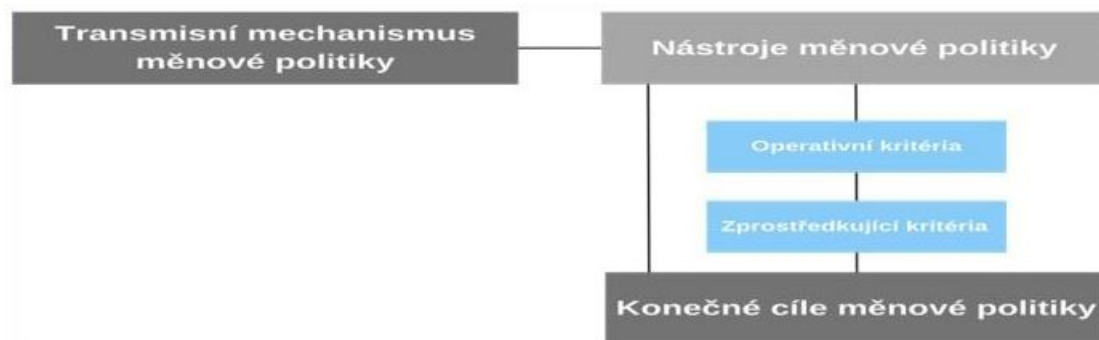 Transmisní mechanismus
měnové politiky
Nástroje měnové politiky
Operativní kritéria
Zprostředkující kritéria
Konečné cíle měnové politiky